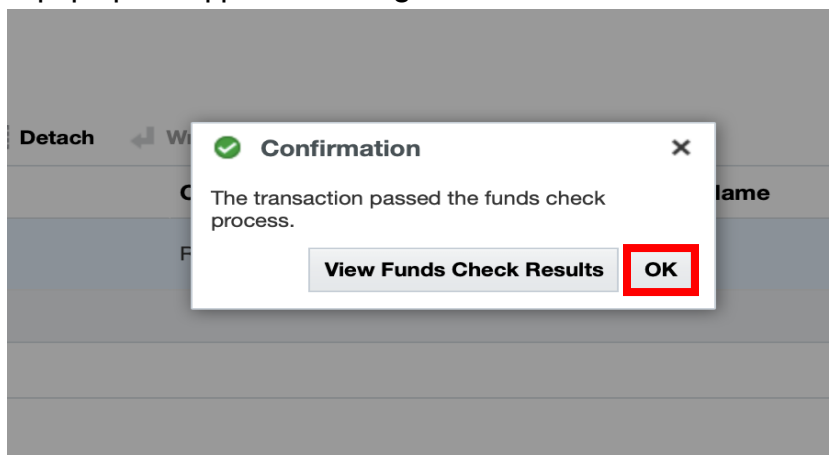 Detach
Confirmation
The transaction passed the funds check
process.
View Funds Check Results OK